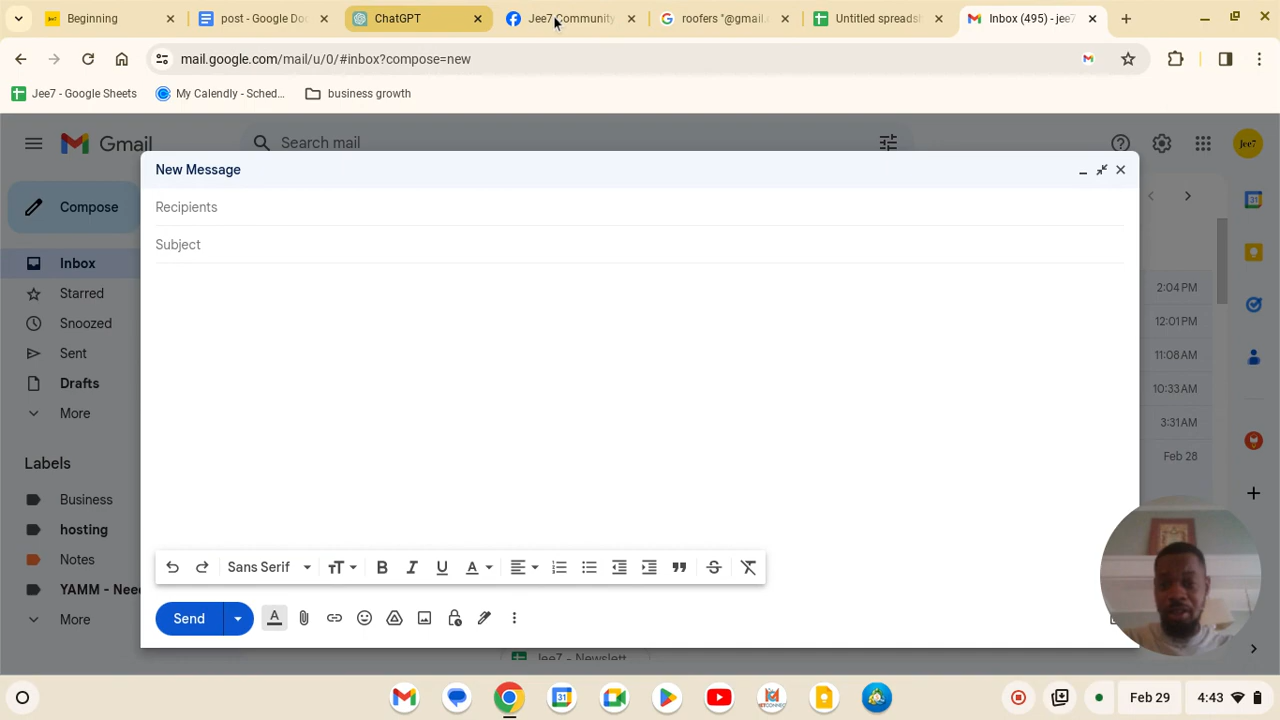 Beginning
post - Google Do
ChatGPT
Jee7 Community
roofers "@gmail.c
Untitled spreads
Inbox (495) - jee7
mail.google.com/mail/u/0/#inbox?compose=new
Jee7 - Google Sheets
My Calendly - Sched...
business growth
Gmail
Search mail
Jee7
Compose
New Message
Recipients
Subject
Inbox
Starred
Snoozed
Sent
Drafts
More
Labels
Business
hosting
Notes
YAMM - Nee
More
2:04 PM
12:01 PM
11:08 AM
10:33 AM
3:31 AM
Feb 28
Sans Serif
Send
Jee7 - Newslett
31
Feb 29
4:43